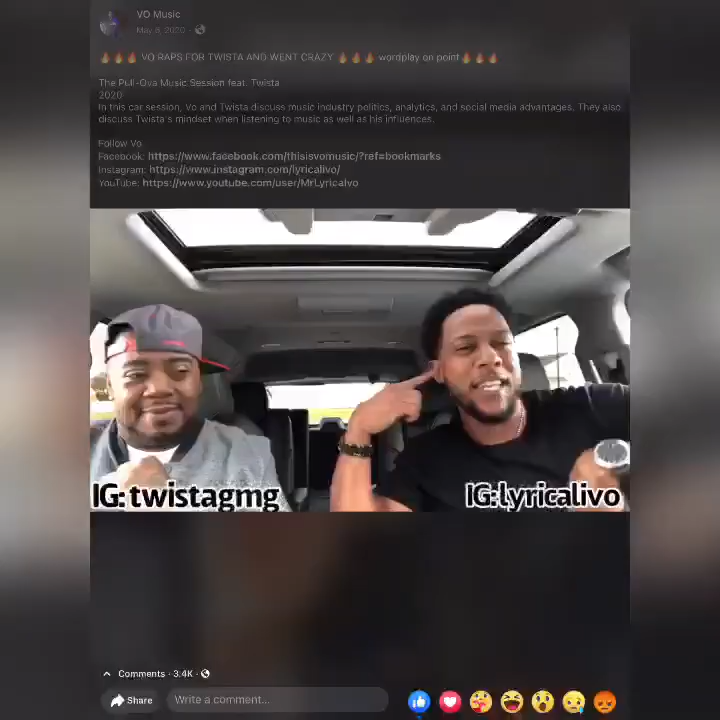 VO Music
May 8, 2020 ·
🔥🔥🔥 VO RAPS FOR TWISTA AND WENT CRAZY 🔥🔥🔥 wordplay on point🔥🔥🔥
The Pull-Ova Music Session feat. Twista
2020
In this car session, Vo and Twista discuss music industry politics, analytics, and social media advantages. They also
discuss Twista's mindset when listening to music as well as his influences.
Follow Vo
Facebook: https://www.facebook.com/thisisvomusic/?ref=bookmarks
Instagram: https://www.instagram.com/lyricalivo/
YouTube: https://www.youtube.com/user/MrLyricalvo
IG:twistagmg
IG:lyricalivo
Comments · 3.4K ·
Share
Write a comment...